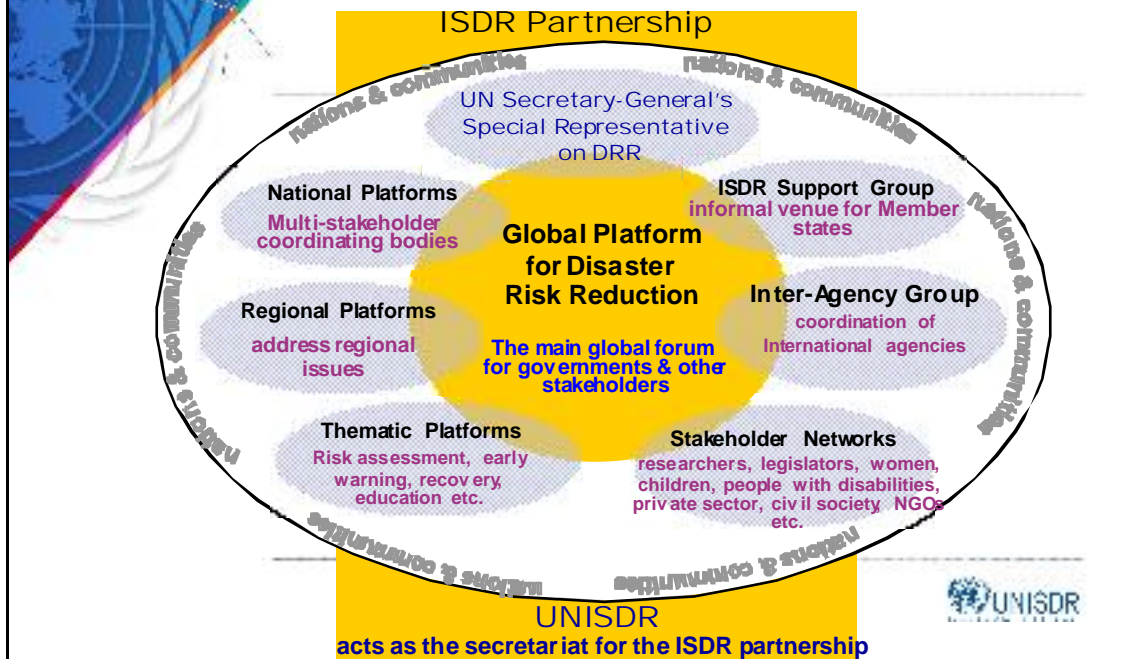 ISDR Partnership
nations & communities
nations & communities
UN Secretary-General's
Special Representative
on DRR
National Platforms
Multi-stakeholder
coordinating bodies
ISDR Support Group
informal venue for Member
states
nations & communities
nations & communities
Global Platform
for Disaster
Risk Reduction
The main global forum
for governments & other
stakeholders
Regional Platforms
address regional
issues
Inter-Agency Group
coordination of
International agencies
Thematic Platforms
Risk assessment, early
warning, recovery,
education etc.
Stakeholder Networks
researchers, legislators, women,
children, people with disabilities,
private sector, civil society, NGOs
etc.
nations & communities
nations & communities
UNISDR
acts as the secretariat for the ISDR partnership
UNISDR